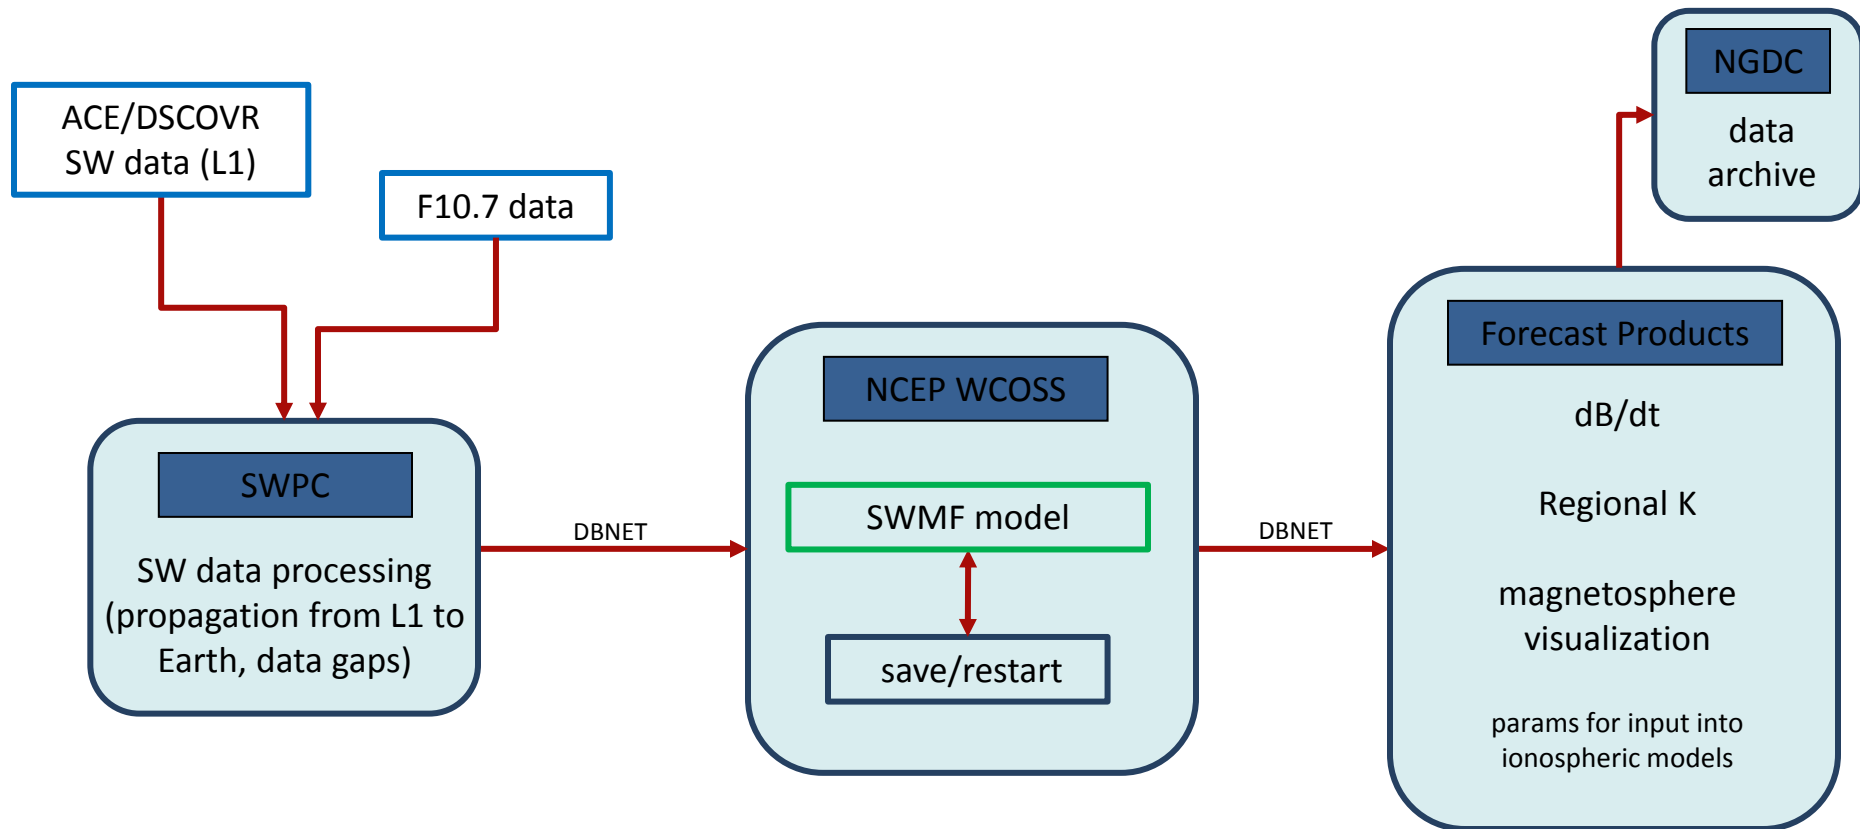 ACE/DSCOVR
SW data (L1)
F10.7 data
SWPC
SW data processing
(propagation from L1 to
Earth, data gaps)
DBNET
NCEP WCOSS
SWMF model
save/restart
DBNET
Forecast Products
dB/dt
Regional K
magnetosphere
visualization
params for input into
ionospheric models
NGDC
data
archive